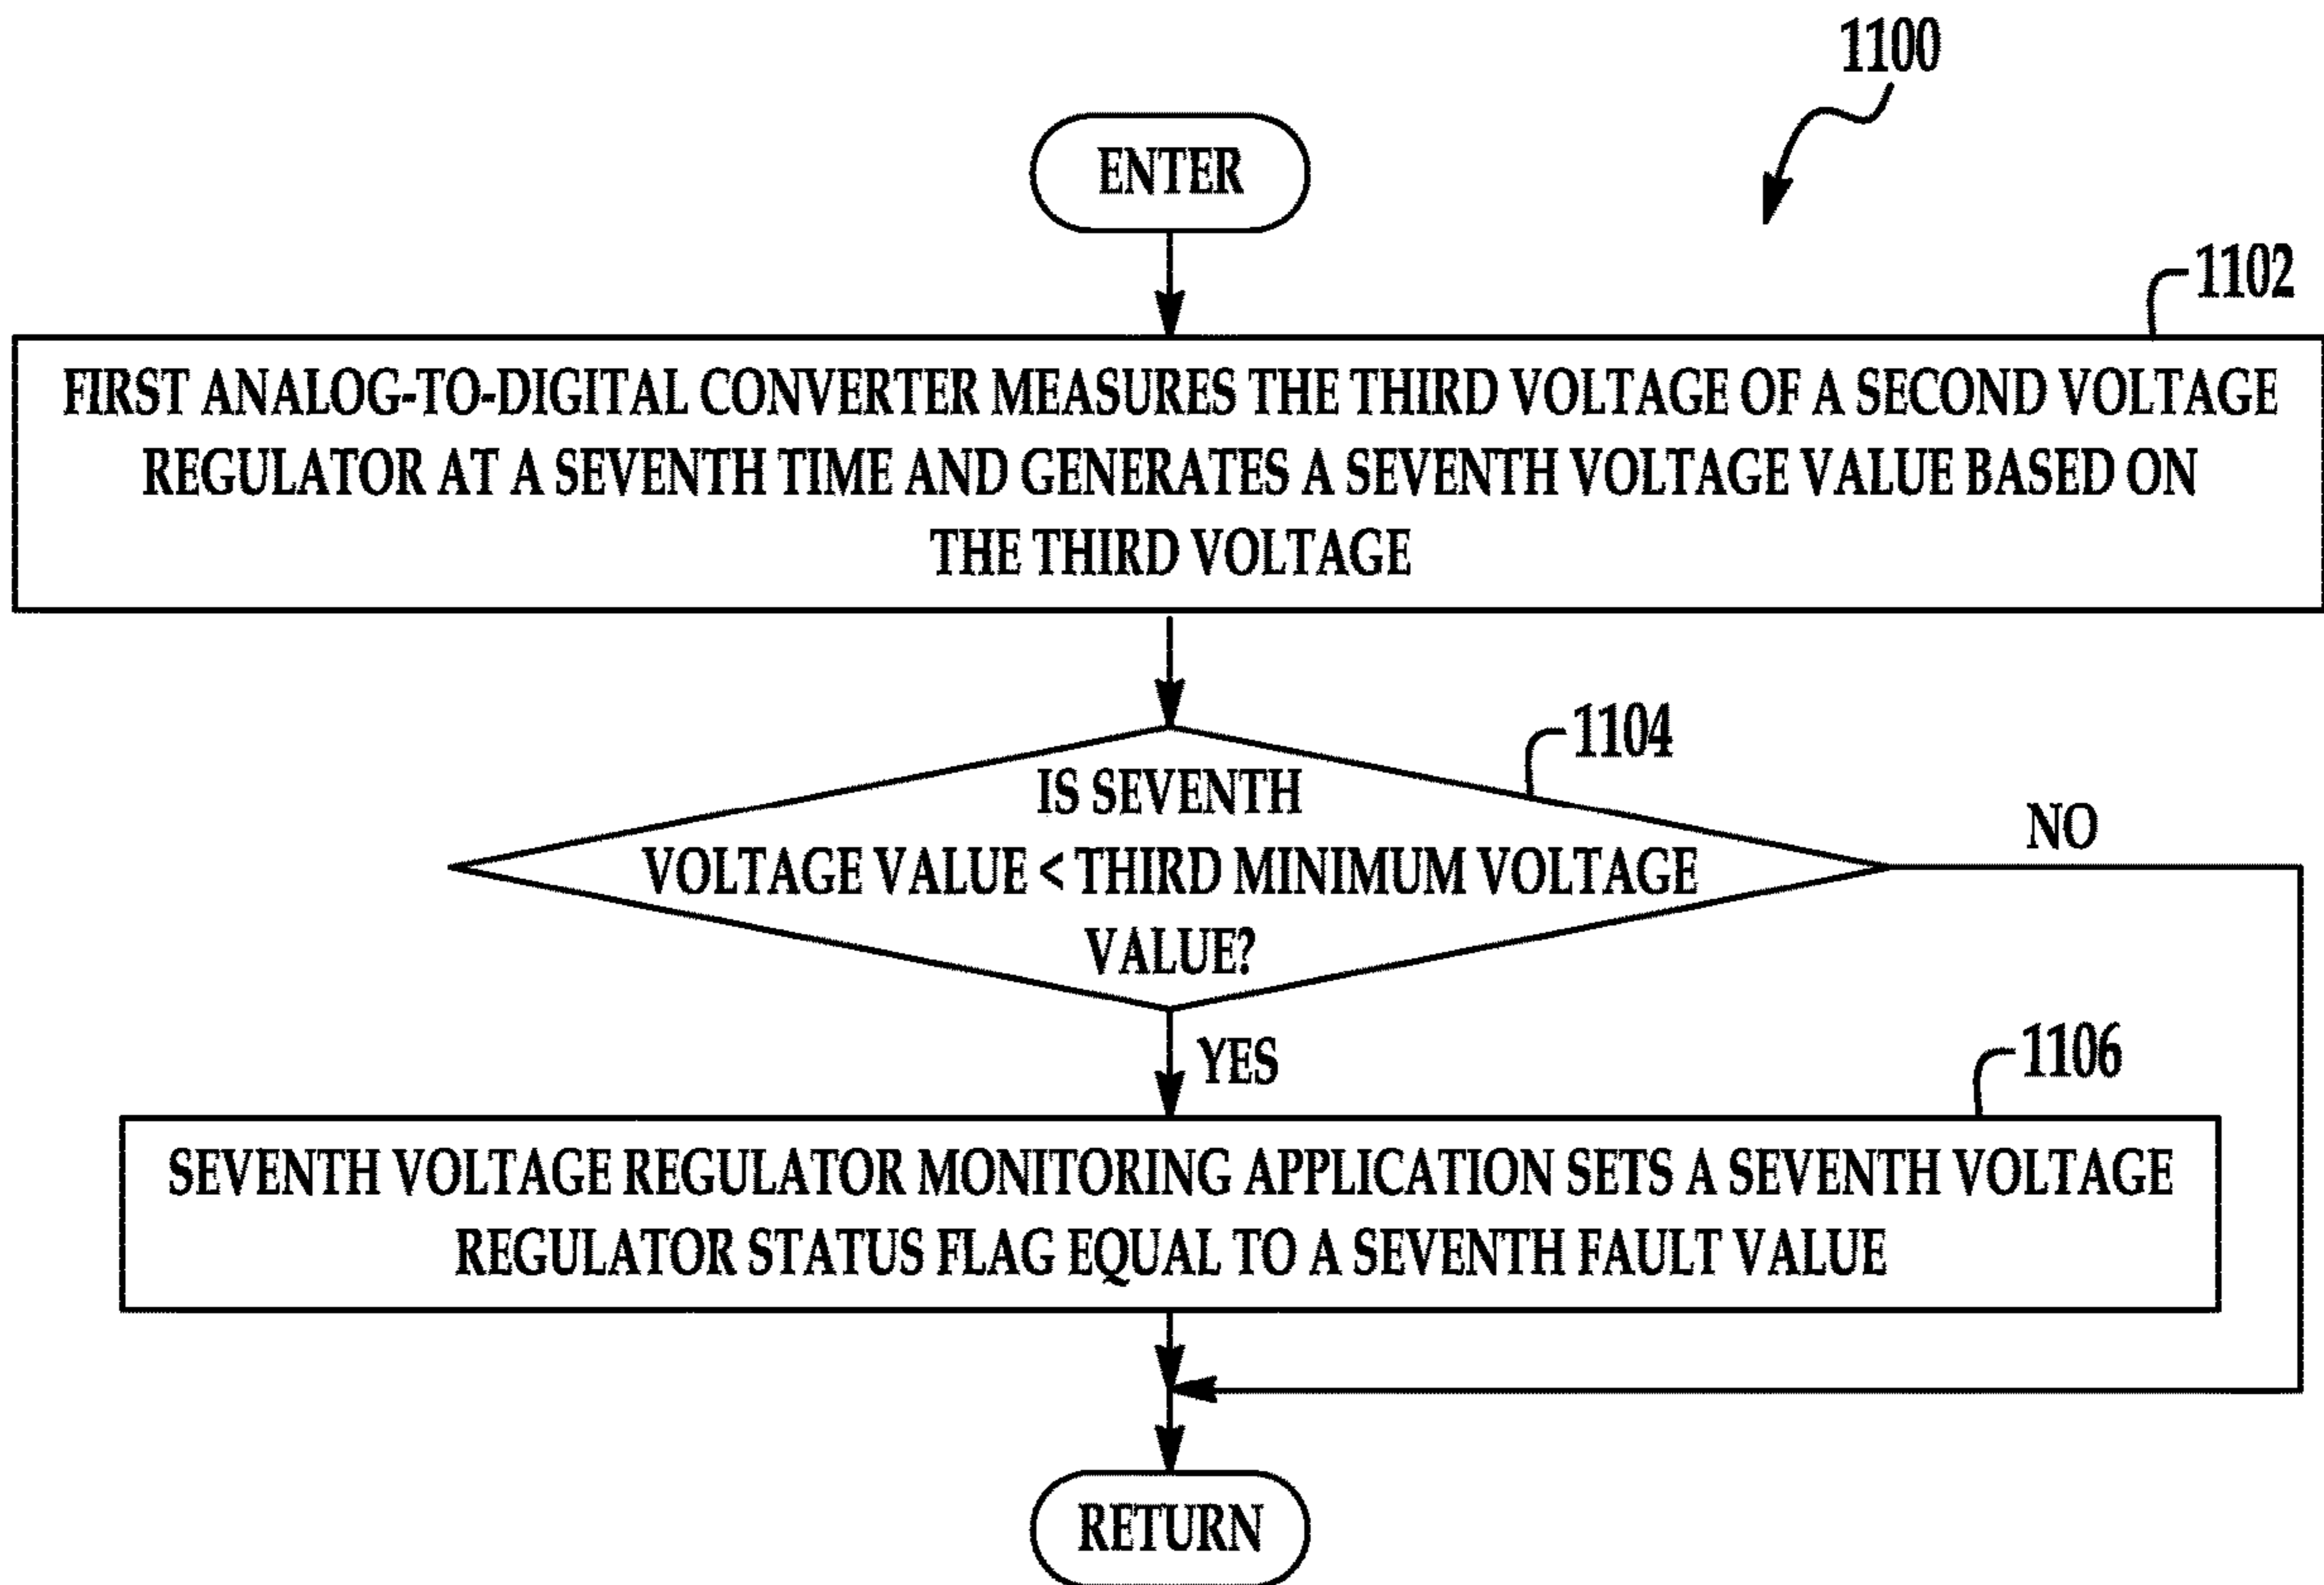 1100
ENTER
1102
FIRST ANALOG-TO-DIGITAL CONVERTER MEASURES THE THIRD VOLTAGE OF A SECOND VOLTAGE
REGULATOR AT A SEVENTH TIME AND GENERATES A SEVENTH VOLTAGE VALUE BASED ON
THE THIRD VOLTAGE
1104
IS SEVENTH
VOLTAGE VALUE < THIRD MINIMUM VOLTAGE
VALUE?
NO
YES
1106
SEVENTH VOLTAGE REGULATOR MONITORING APPLICATION SETS A SEVENTH VOLTAGE
REGULATOR STATUS FLAG EQUAL TO A SEVENTH FAULT VALUE
RETURN